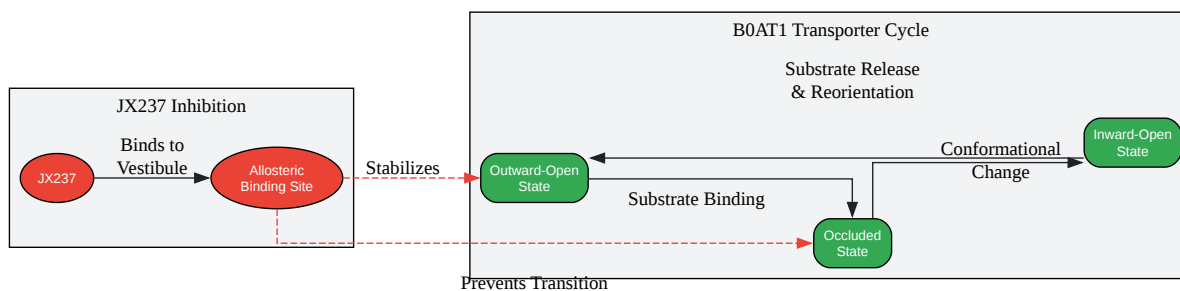 B0AT1 Transporter Cycle
Substrate Release
& Reorientation
JX237 Inhibition
JX237
Binds to
Vestibule
Allosteric
Binding Site
Stabilizes
Outward-Open
State
Substrate Binding
Occluded
State
Conformational
Change
Inward-Open
State
Prevents Transition